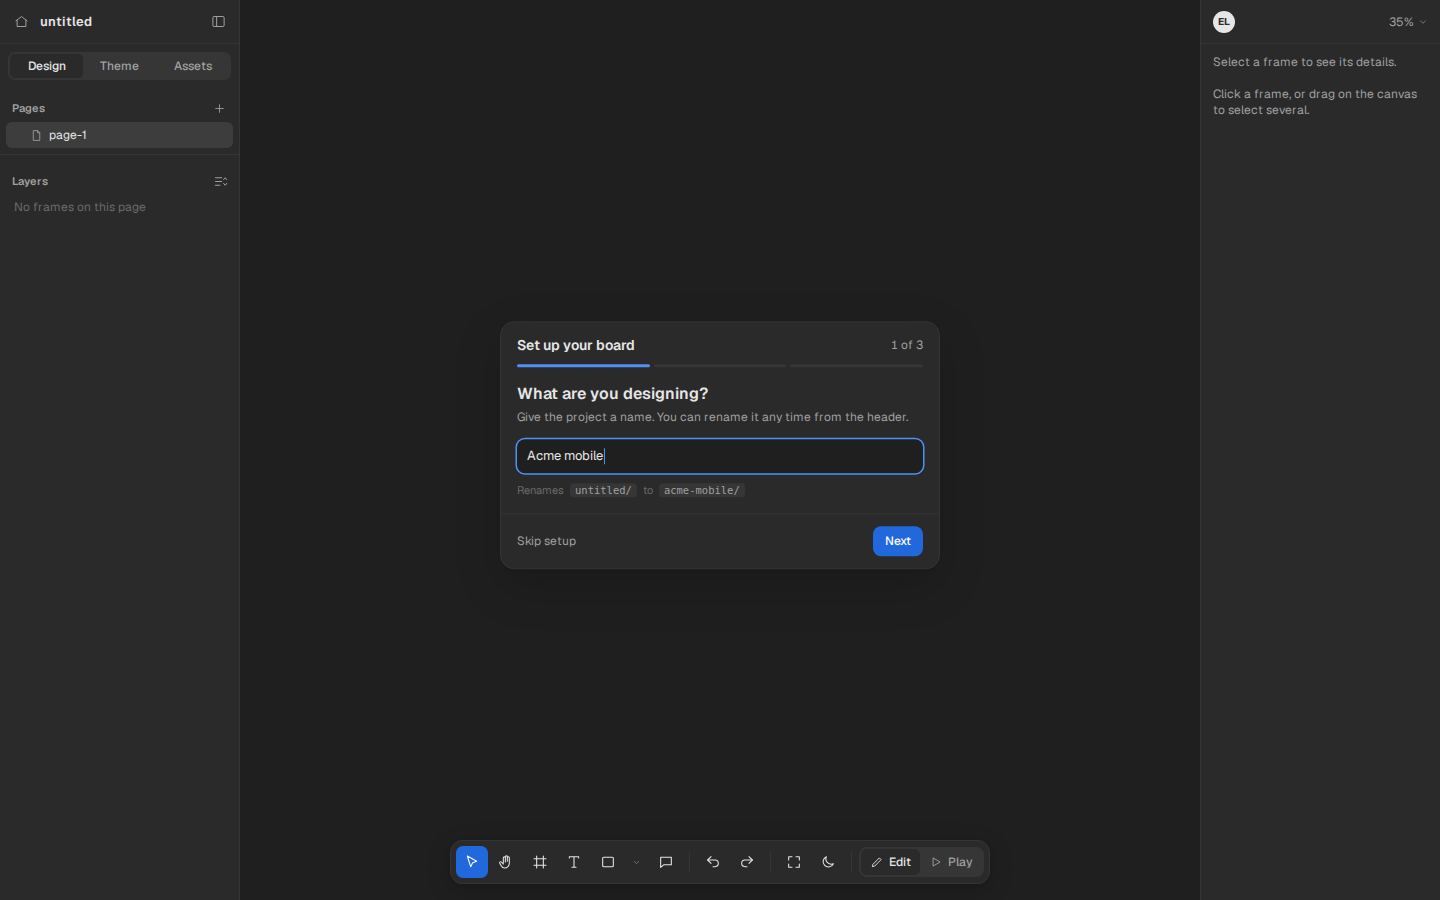 untitled
Design
Theme
Assets
Pages
page-1
Layers
No frames on this page
Set up your board
1 of 3
What are you designing?
Give the project a name. You can rename it any time from the header.
Acme mobile
Renames untitled/ to acme-mobile/
Skip setup
Next
Edit
Play
EL
35%
Select a frame to see its details.
Click a frame, or drag on the canvas
to select several.